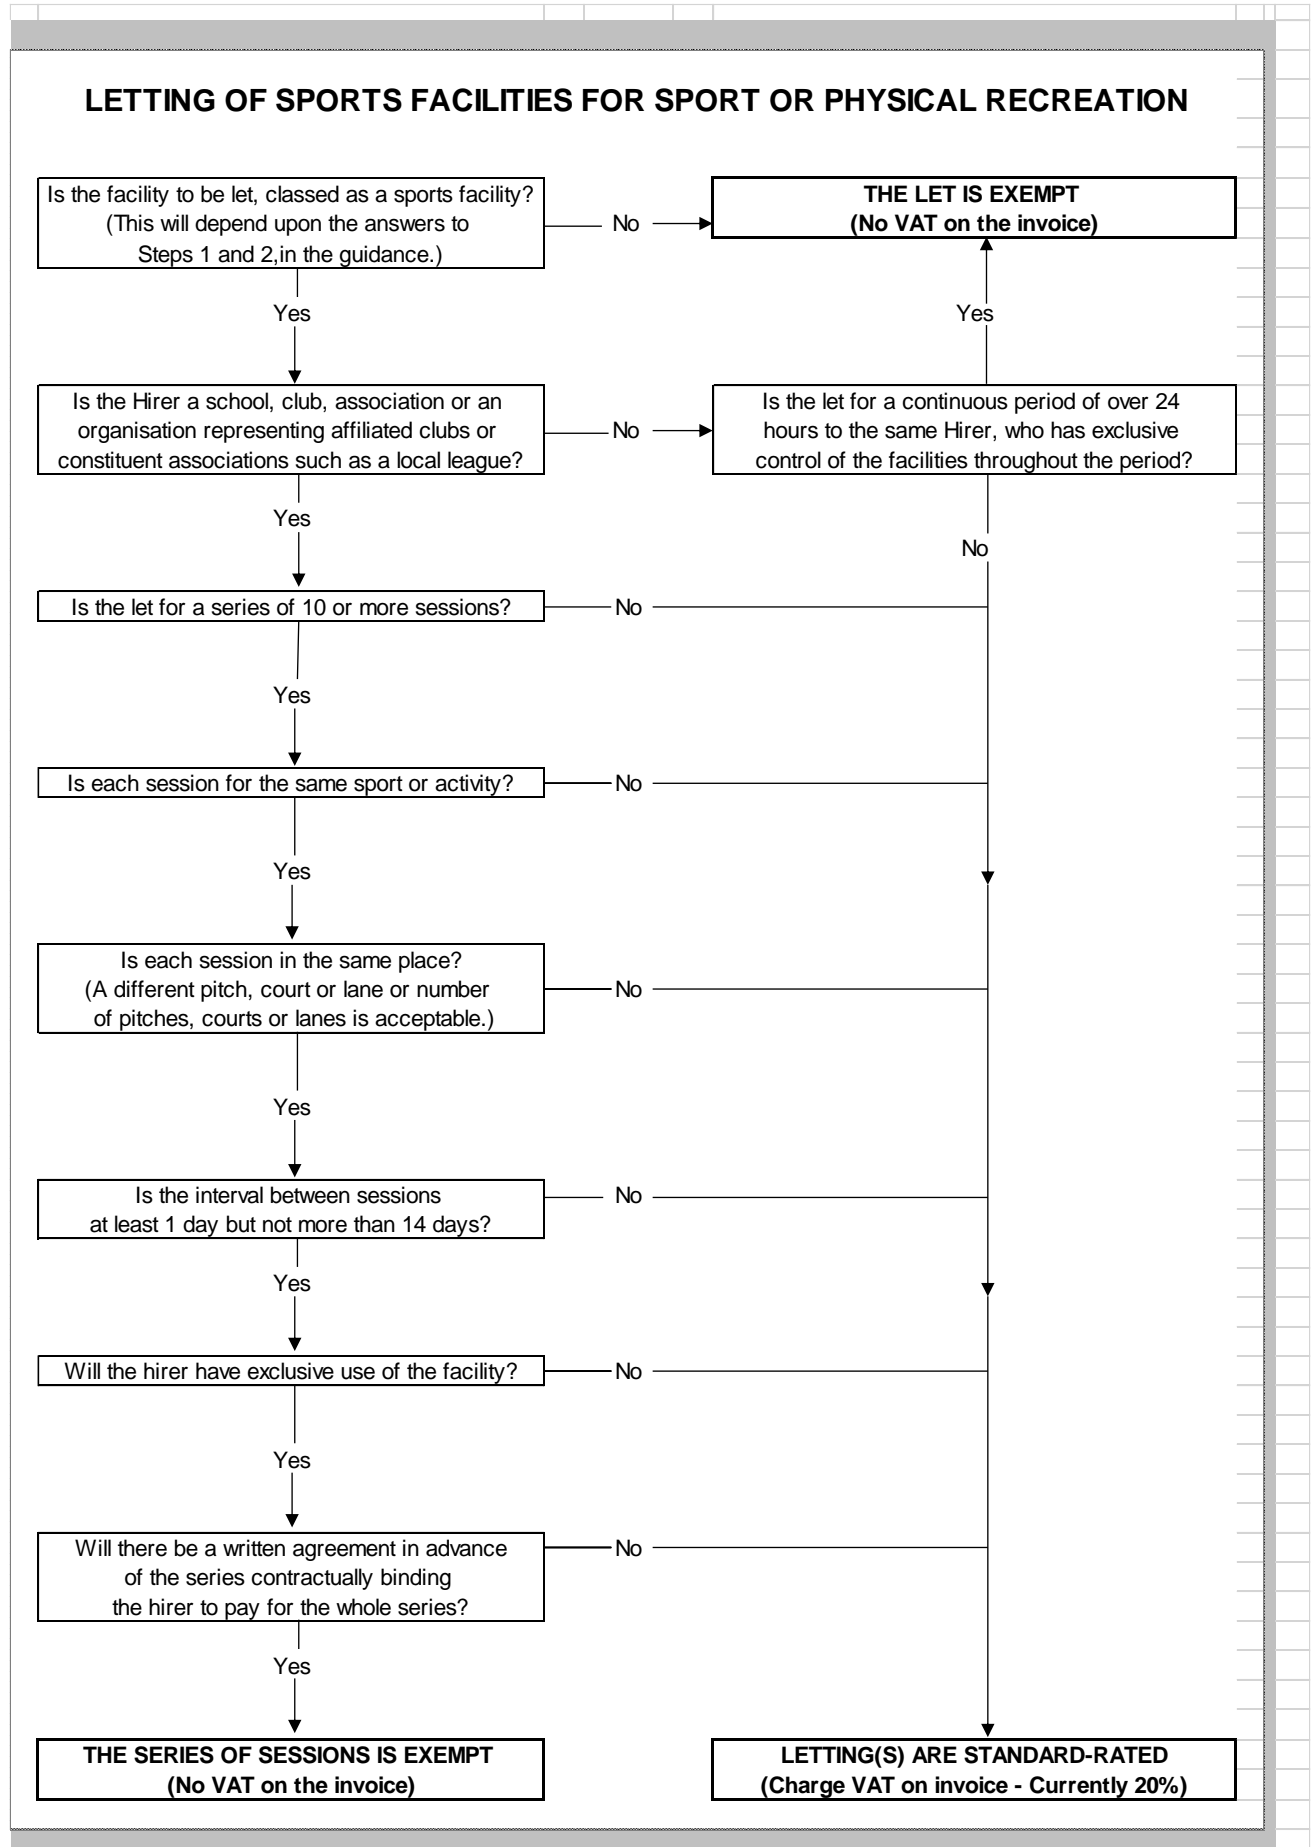 LETTING OF SPORTS FACILITIES FOR SPORT OR PHYSICAL RECREATION
Is the facility to be let, classed as a sports facility?
(This will depend upon the answers to
Steps 1 and 2,in the guidance.)
No
THE LET IS EXEMPT
(No VAT on the invoice)
Yes
Yes
Is the Hirer a school, club, association or an
organisation representing affiliated clubs or
constituent associations such as a local league?
No
Is the let for a continuous period of over 24
hours to the same Hirer, who has exclusive
control of the facilities throughout the period?
Yes
No
Is the let for a series of 10 or more sessions?
No
Yes
Is each session for the same sport or activity?
No
Yes
Is each session in the same place?
(A different pitch, court or lane or number
of pitches, courts or lanes is acceptable.)
No
Yes
Is the interval between sessions
at least 1 day but not more than 14 days?
No
Yes
Will the hirer have exclusive use of the facility?
No
Yes
Will there be a written agreement in advance
of the series contractually binding
the hirer to pay for the whole series?
No
Yes
THE SERIES OF SESSIONS IS EXEMPT
(No VAT on the invoice)
LETTING(S) ARE STANDARD-RATED
(Charge VAT on invoice - Currently 20%)